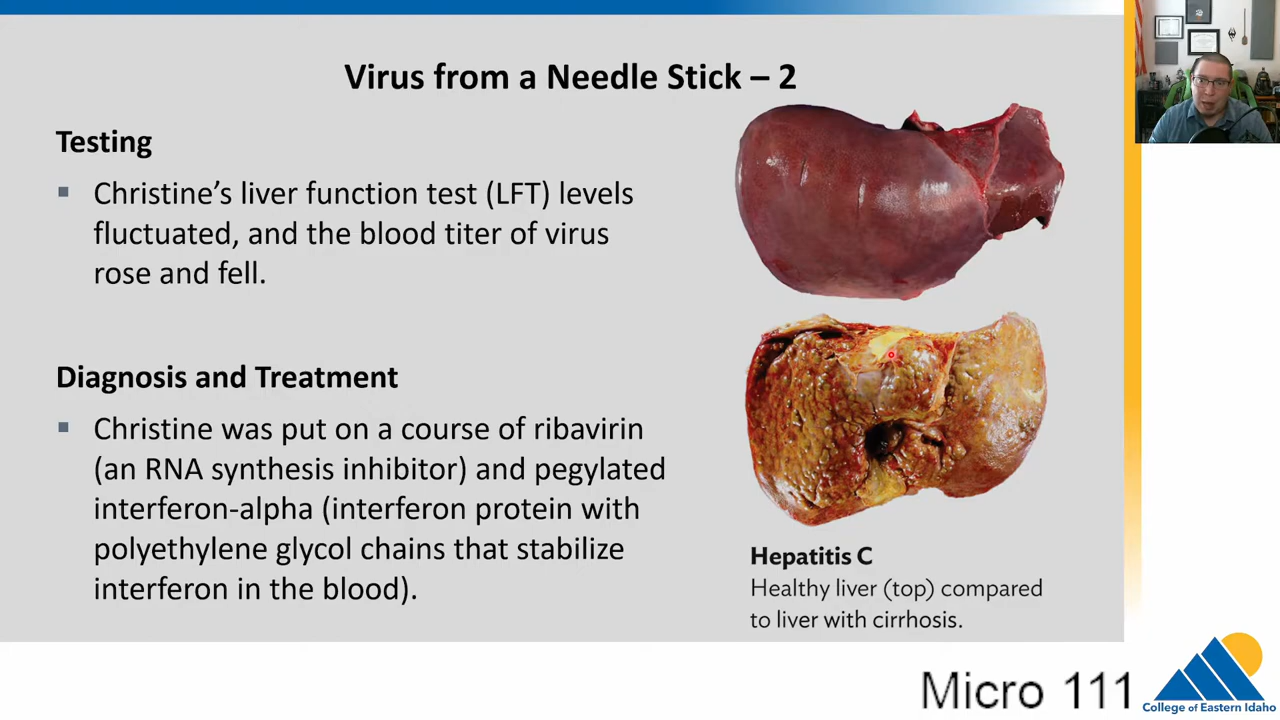 Virus from a Needle Stick – 2
Testing
▪ Christine’s liver function test (LFT) levels
fluctuated, and the blood titer of virus
rose and fell.
Diagnosis and Treatment
▪ Christine was put on a course of ribavirin
(an RNA synthesis inhibitor) and pegylated
interferon-alpha (interferon protein with
polyethylene glycol chains that stabilize
interferon in the blood).
Hepatitis C
Healthy liver (top) compared
to liver with cirrhosis.
Micro 111
College of Eastern Idaho